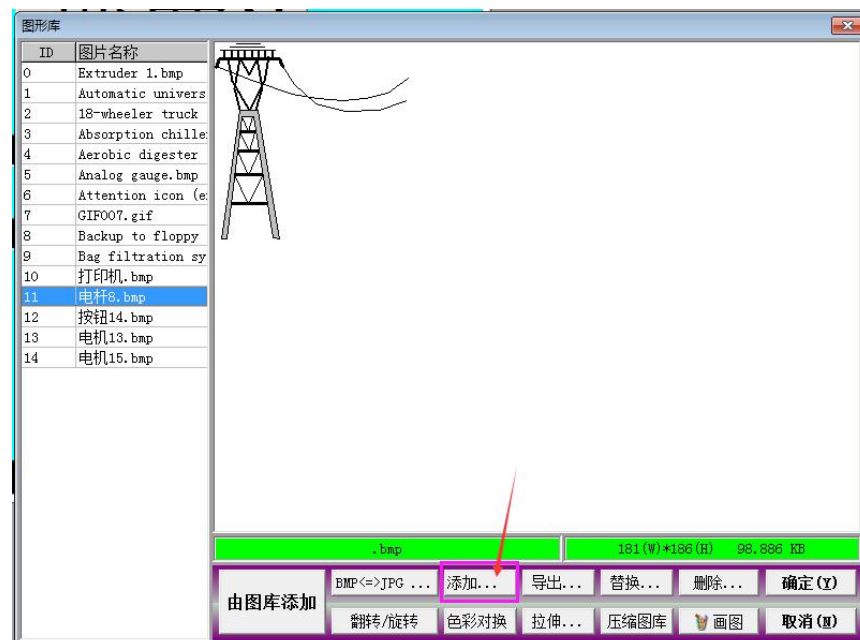 图形库
ID 图片名称
0 Extruder 1.bmp
1 Automatic univers
2 18-wheeler truck
3 Absorption chille
4 Aerobic digester
5 Analog gauge.bmp
6 Attention icon (e
7 GIF007.gif
8 Backup to floppy
9 Bag filtration sy
10 打印机.bmp
11 电杆8.bmp
12 按钮14.bmp
13 电机13.bmp
14 电机15.bmp
.bmp 181(W)*186(H) 98.886 KB
由图库添加
BMP<=>JPG ... 添加... 导出... 替换... 删除... 确定(Y)
翻转/旋转 色彩对换 拉伸... 压缩图库 画图 取消(N)